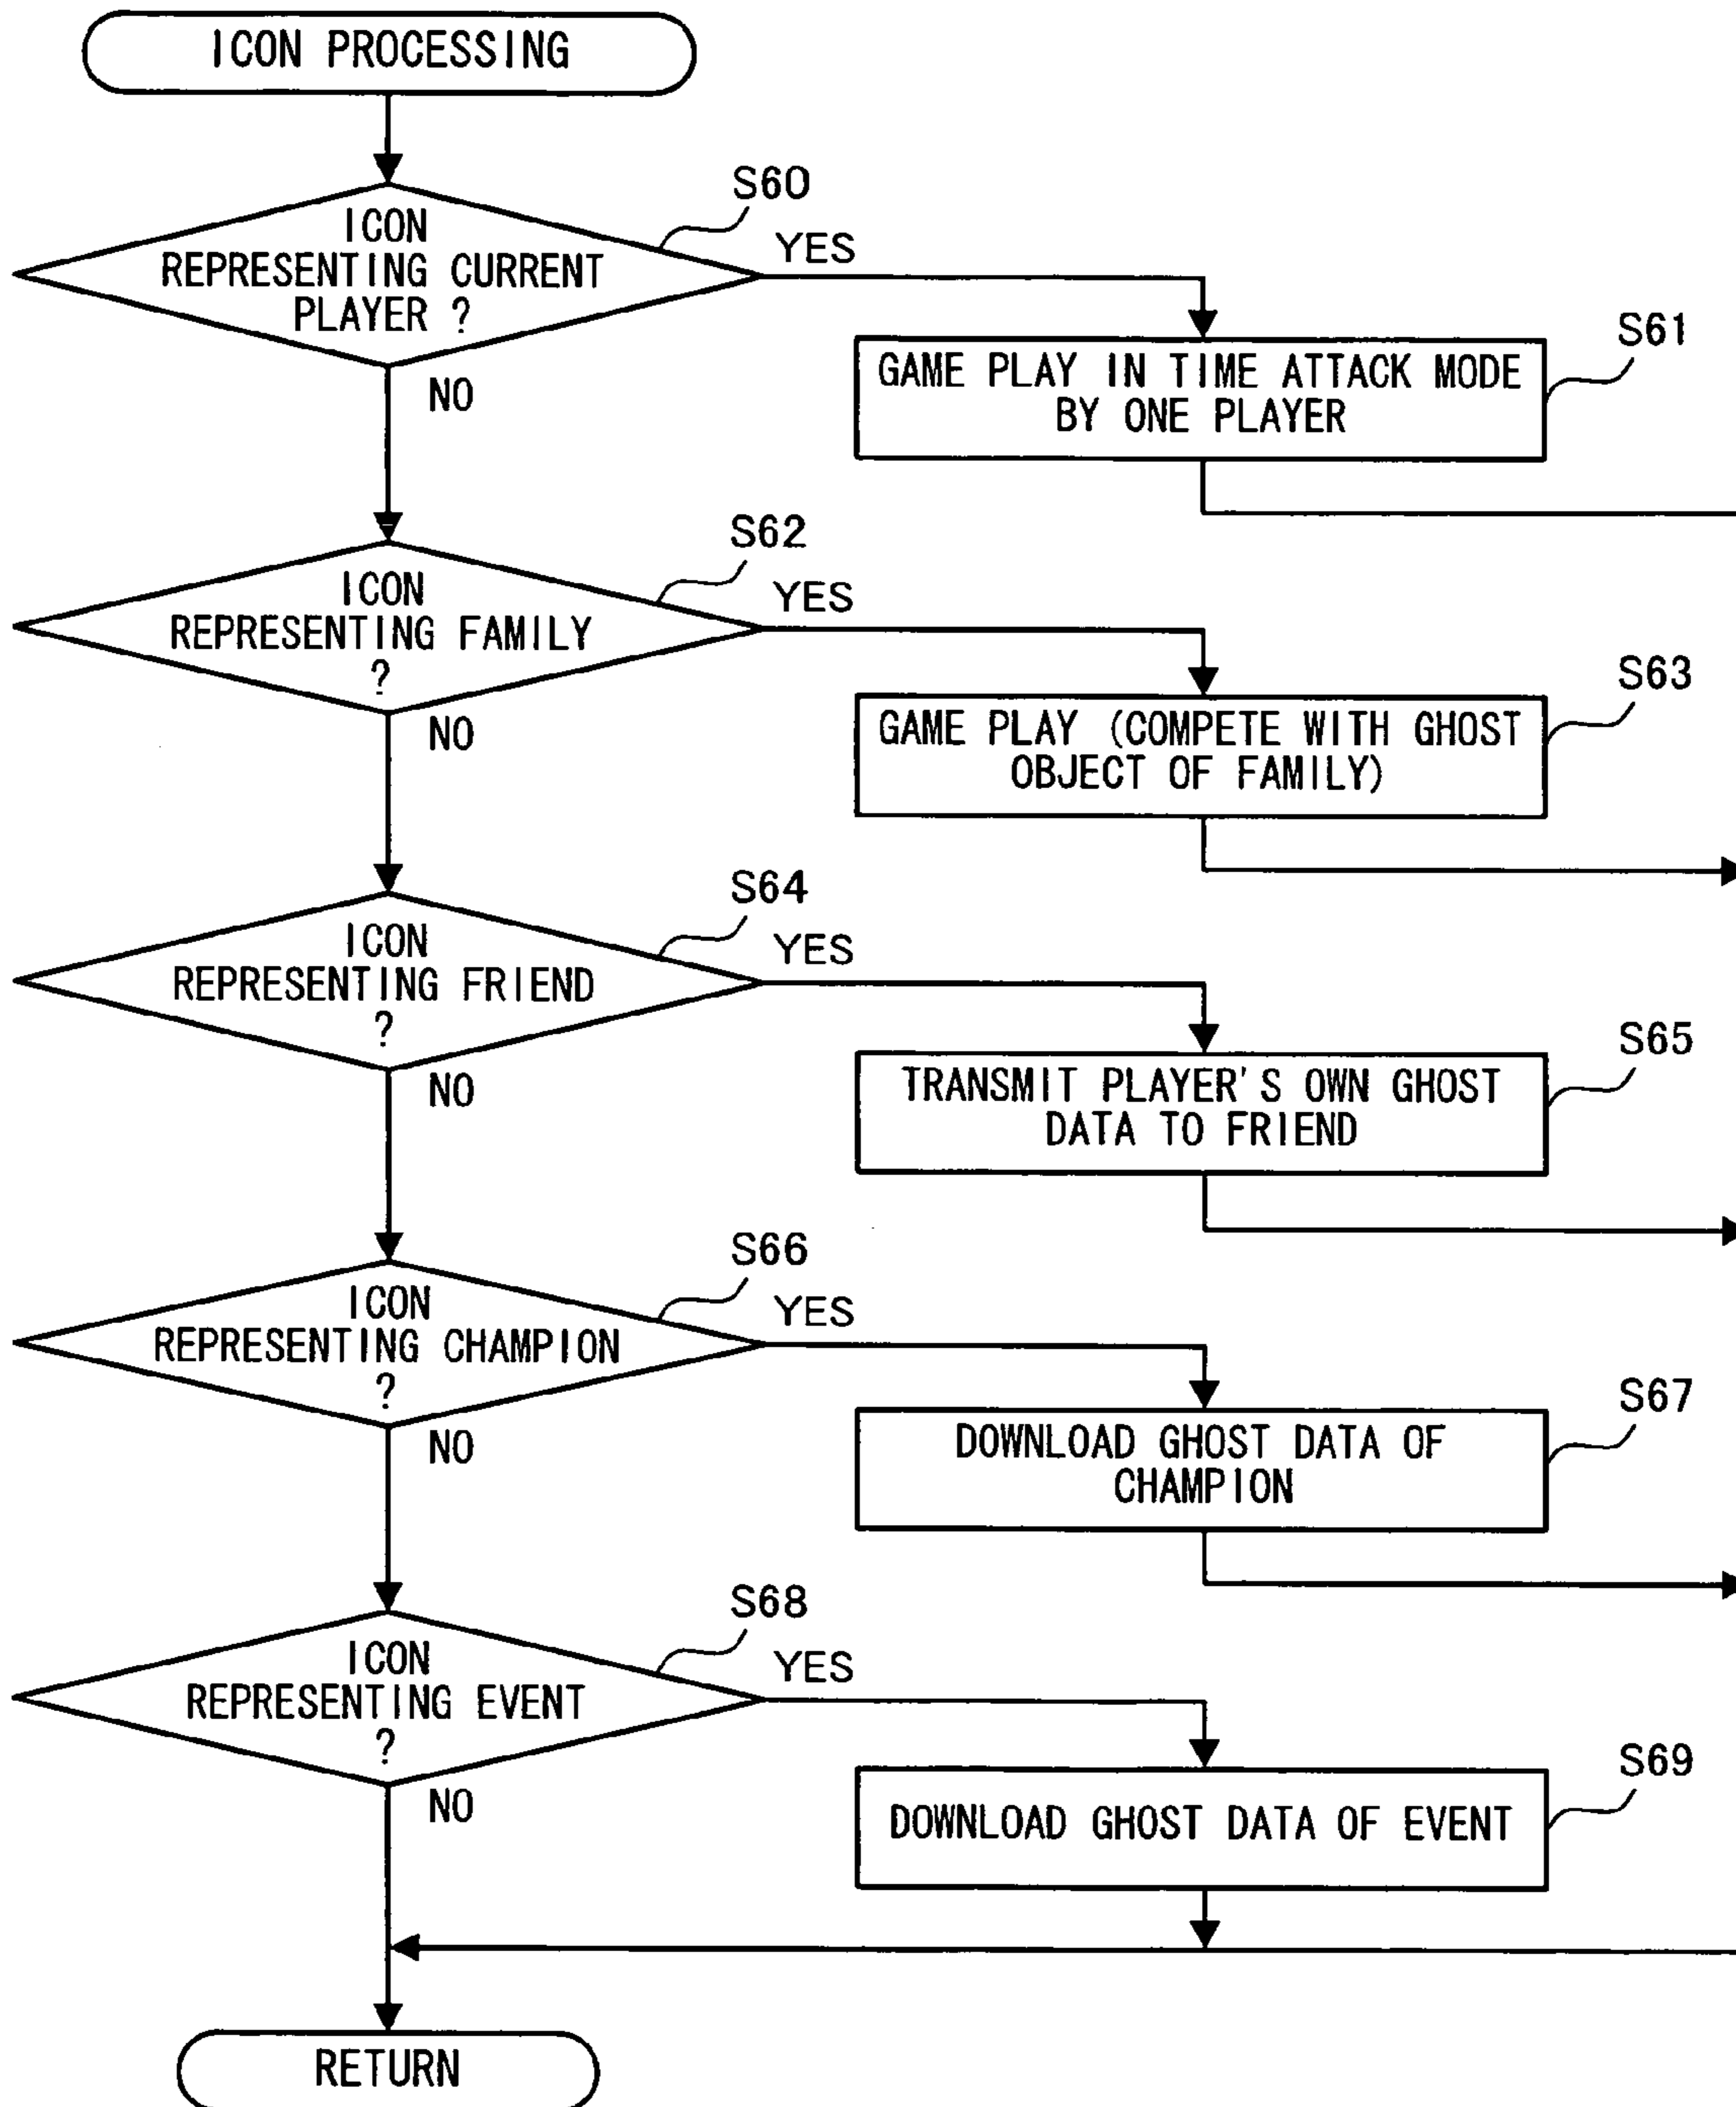 ICON PROCESSING
S60
ICON
REPRESENTING CURRENT
PLAYER ?
YES
NO
S61
GAME PLAY IN TIME ATTACK MODE
BY ONE PLAYER
S62
ICON
REPRESENTING FAMILY
?
YES
NO
S63
GAME PLAY (COMPETE WITH GHOST
OBJECT OF FAMILY)
S64
ICON
REPRESENTING FRIEND
?
YES
NO
S65
TRANSMIT PLAYER'S OWN GHOST
DATA TO FRIEND
S66
ICON
REPRESENTING CHAMPION
?
YES
NO
S67
DOWNLOAD GHOST DATA OF
CHAMPION
S68
ICON
REPRESENTING EVENT
?
YES
NO
S69
DOWNLOAD GHOST DATA OF EVENT
RETURN